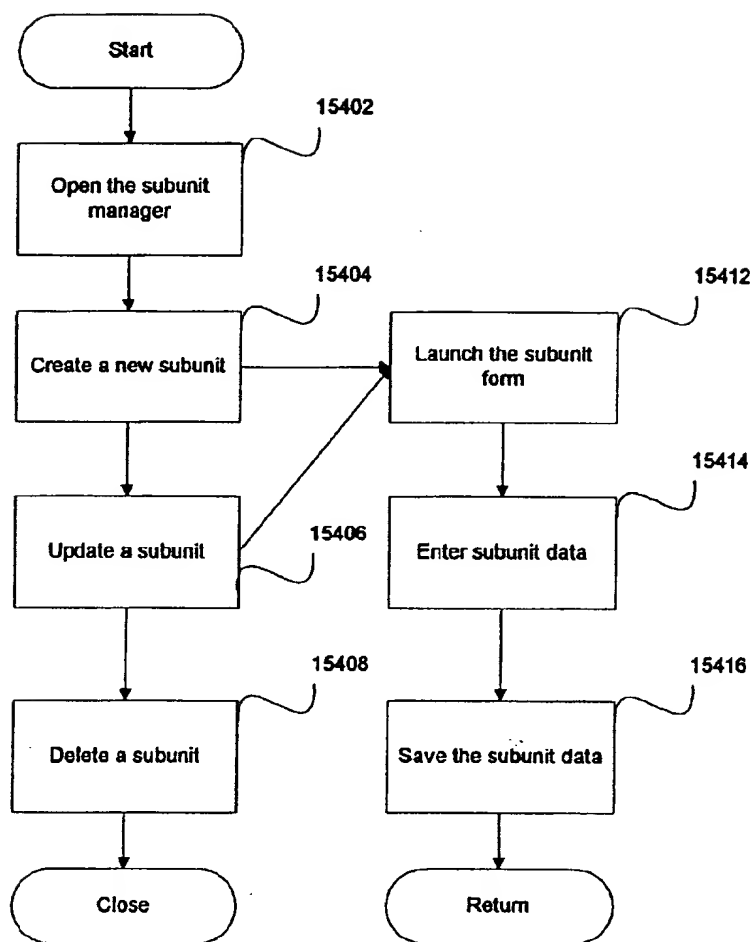 Start
15402
Open the subunit
manager
15404
Create a new subunit
15412
Launch the subunit
form
15406
Update a subunit
15414
Enter subunit data
15408
Delete a subunit
15416
Save the subunit data
Close
Return